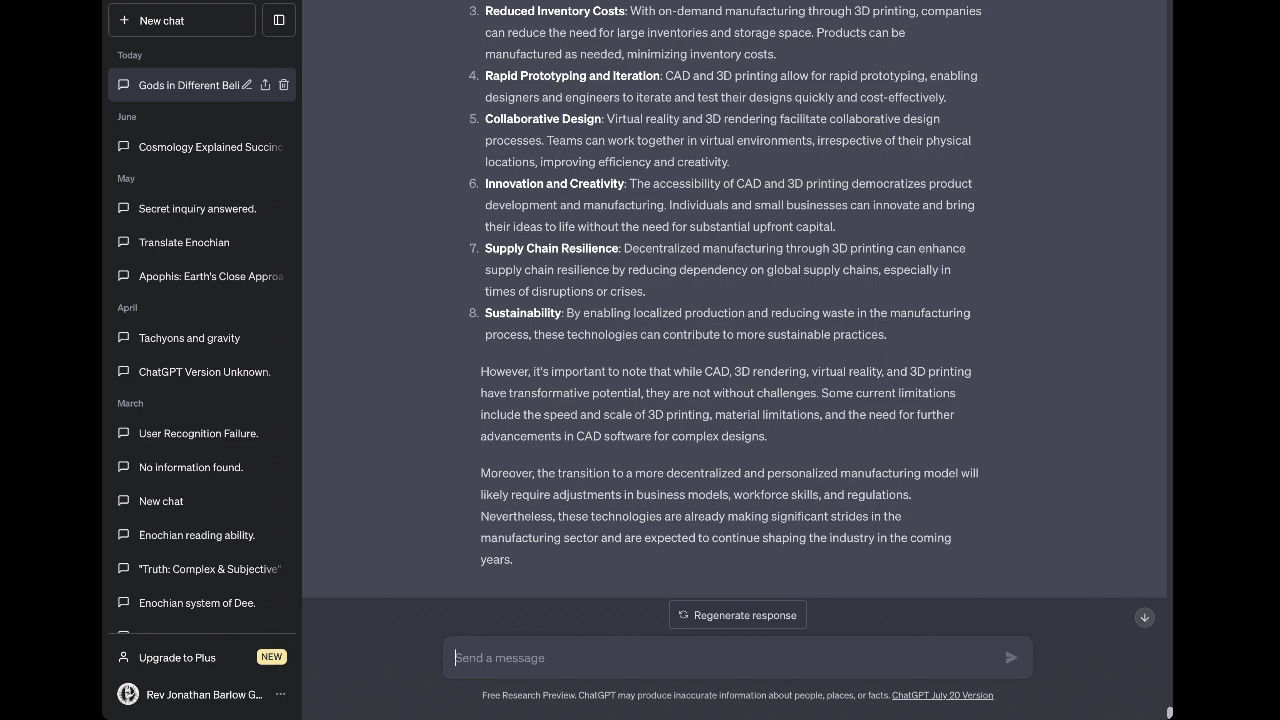 New chat
Today
Gods in Different Beli
June
Cosmology Explained Succinc
May
Secret inquiry answered.
Translate Enochian
Apophis: Earth's Close Approa
April
Tachyons and gravity
ChatGPT Version Unknown.
March
User Recognition Failure.
No information found.
New chat
Enochian reading ability.
"Truth: Complex & Subjective"
Enochian system of Dee.
Upgrade to Plus NEW
Rev Jonathan Barlow G...
3. Reduced Inventory Costs: With on-demand manufacturing through 3D printing, companies
can reduce the need for large inventories and storage space. Products can be
manufactured as needed, minimizing inventory costs.
4. Rapid Prototyping and Iteration: CAD and 3D printing allow for rapid prototyping, enabling
designers and engineers to iterate and test their designs quickly and cost-effectively.
5. Collaborative Design: Virtual reality and 3D rendering facilitate collaborative design
processes. Teams can work together in virtual environments, irrespective of their physical
locations, improving efficiency and creativity.
6. Innovation and Creativity: The accessibility of CAD and 3D printing democratizes product
development and manufacturing. Individuals and small businesses can innovate and bring
their ideas to life without the need for substantial upfront capital.
7. Supply Chain Resilience: Decentralized manufacturing through 3D printing can enhance
supply chain resilience by reducing dependency on global supply chains, especially in
times of disruptions or crises.
8. Sustainability: By enabling localized production and reducing waste in the manufacturing
process, these technologies can contribute to more sustainable practices.
However, it's important to note that while CAD, 3D rendering, virtual reality, and 3D printing
have transformative potential, they are not without challenges. Some current limitations
include the speed and scale of 3D printing, material limitations, and the need for further
advancements in CAD software for complex designs.
Moreover, the transition to a more decentralized and personalized manufacturing model will
likely require adjustments in business models, workforce skills, and regulations.
Nevertheless, these technologies are already making significant strides in the
manufacturing sector and are expected to continue shaping the industry in the coming
years.
Regenerate response
Send a message
Free Research Preview. ChatGPT may produce inaccurate information about people, places, or facts. ChatGPT July 20 Version